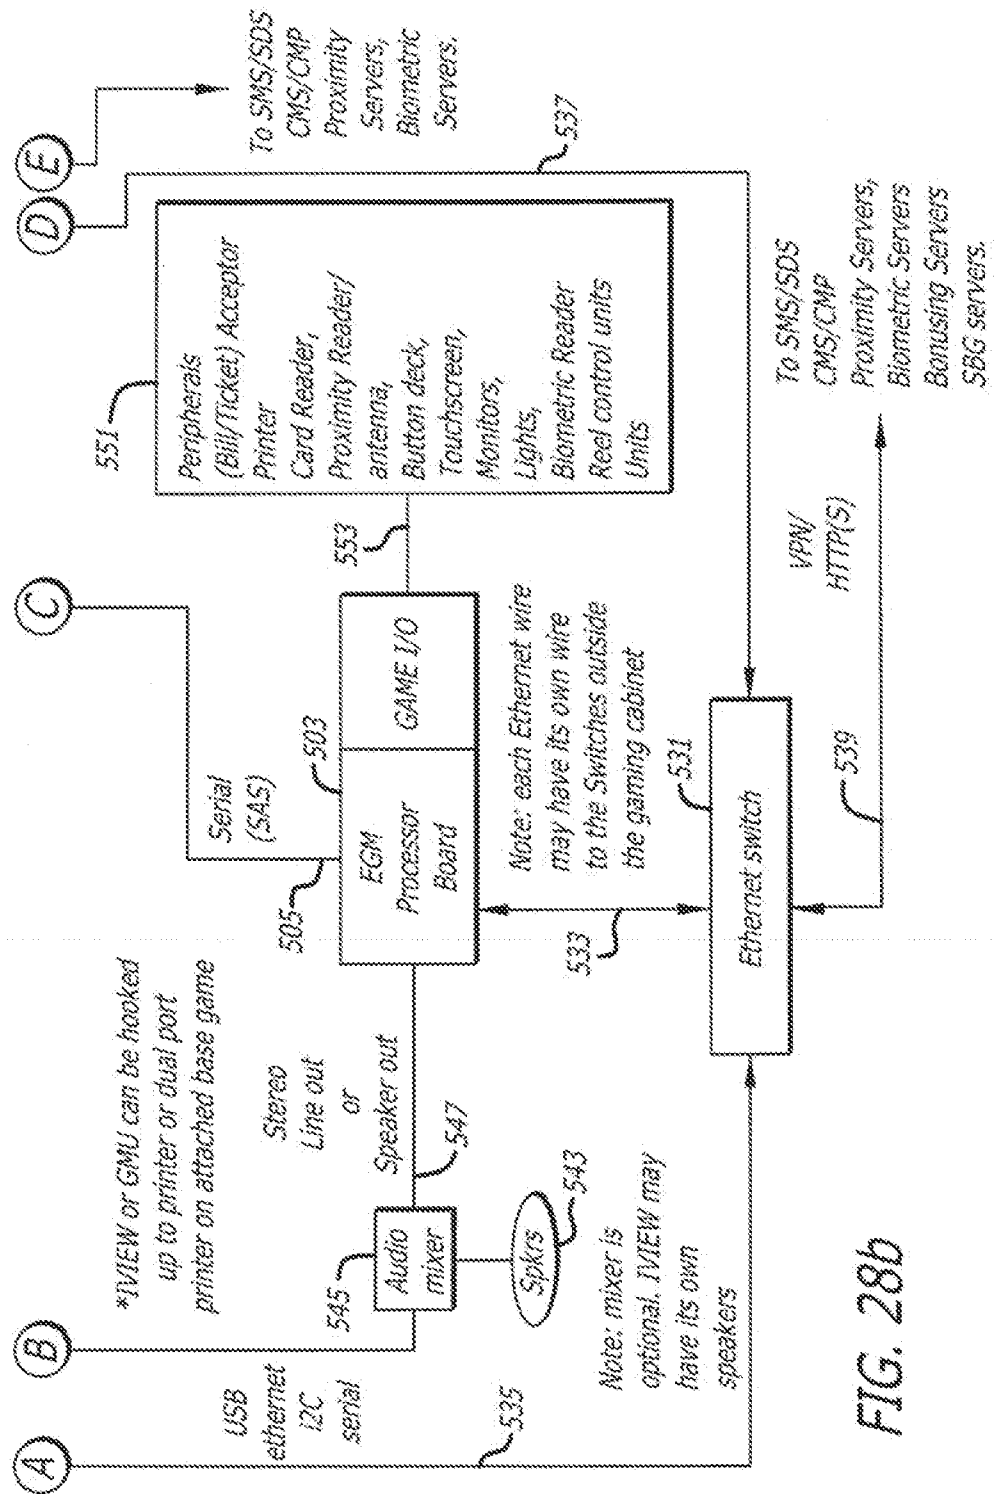 A
B
C
D
E
USB
ethernet
I2C
serial
*IVIEW or GMU can be hooked
up to printer or dual port
printer on attached base game
Serial
(SAS)
505
503
551
To SMS/SDS
CMS/CMP
Proximity
Servers,
Biometric
Servers.
545
Audio
mixer
Stereo
Line out
or
Speaker out
547
EGM
Processor
Board
GAME I/O
553
Peripherals
(Bill/Ticket) Acceptor
Printer
Card Reader,
Proximity Reader/
antenna,
Button deck,
Touchscreen,
Monitors,
Lights,
Biometric Reader
Reel control units
Units
537
Spkrs
543
535
Note: mixer is
optional. IVIEW may
have its own
speakers
533
Note: each Ethernet wire
may have its own wire
to the Switches outside
the gaming cabinet
531
Ethernet switch
539
VPN/
HTTP(S)
To SMS/SDS
CMS/CMP
Proximity Servers,
Biometric Servers
Bonusing Servers
SBG servers.
FIG. 28b